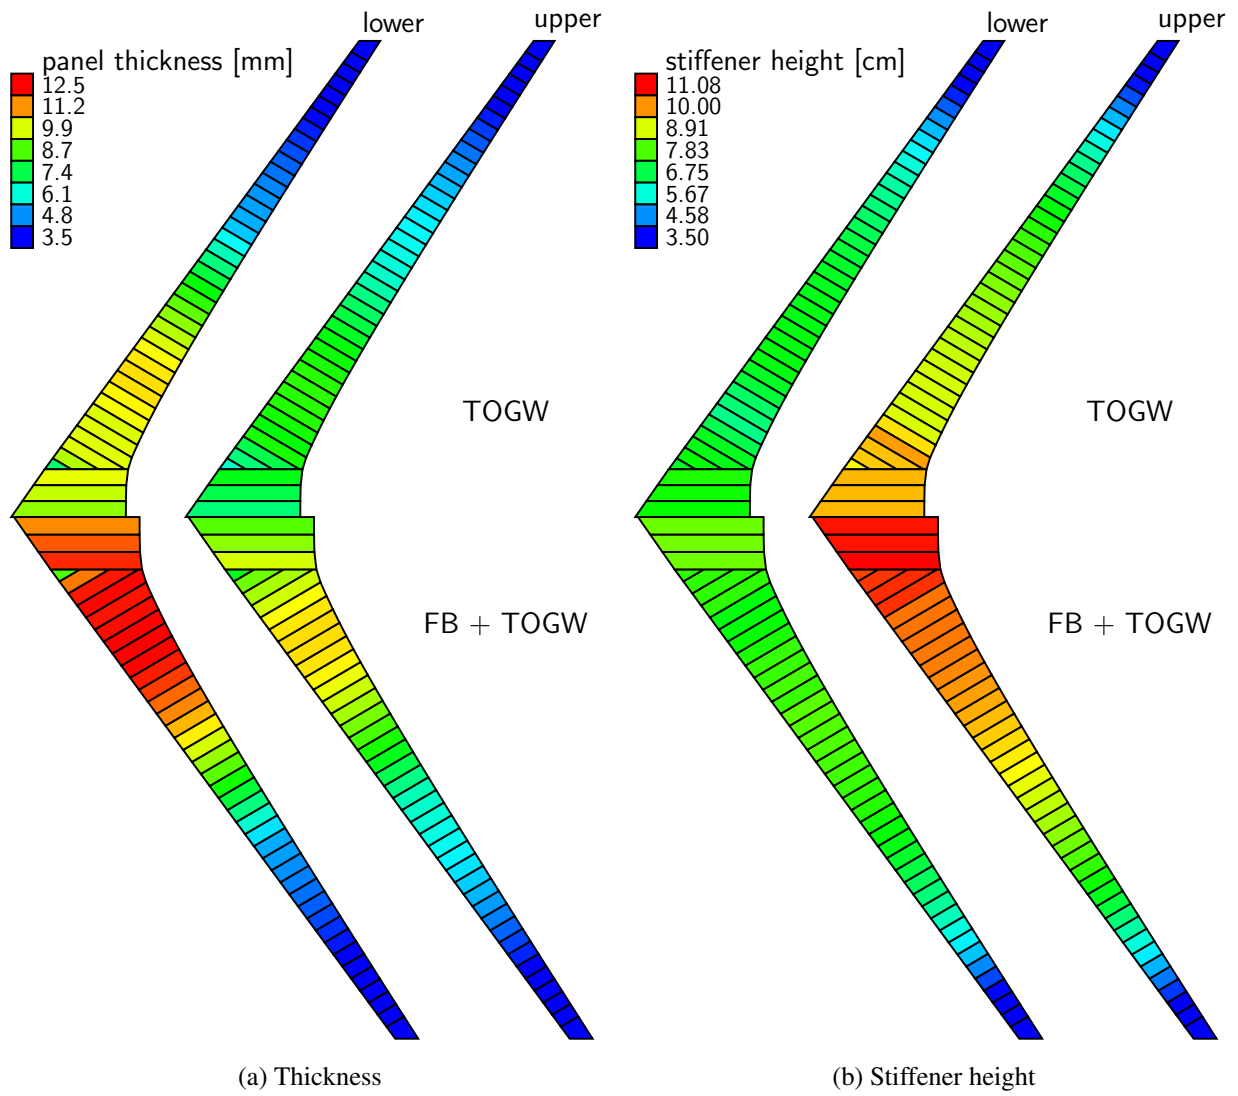 lower
upper
panel thickness [mm]
12.5
11.2
9.9
8.7
7.4
6.1
4.8
3.5
TOGW
FB + TOGW
(a) Thickness
lower
upper
stiffener height [cm]
11.08
10.00
8.91
7.83
6.75
5.67
4.58
3.50
TOGW
FB + TOGW
(b) Stiffener height